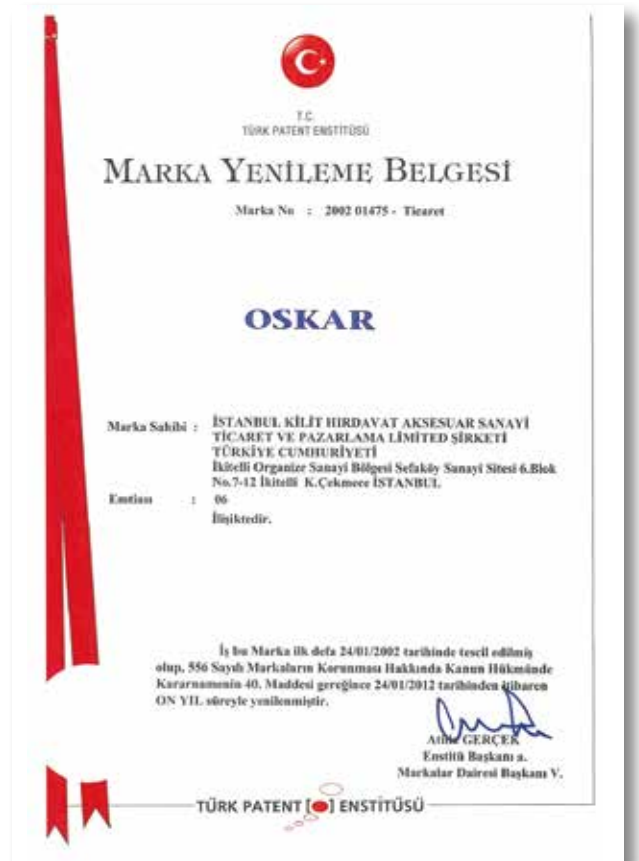 T.C.
TÜRK PATENT ENSTİTÜSÜ
MARKA YENİLEME BELGESİ
Marka No : 2002 01475 - Ticaret
OSKAR
Marka Sahibi : İSTANBUL KİLİT HIRDAVAT AKSESUAR SANAYİ
TİCARET VE PAZARLAMA LİMİTED ŞİRKETİ
TÜRKİYE CUMHURİYETİ
İkitelli Organize Sanayi Bölgesi Sefaköy Sanayi Sitesi 6.Blok
No.7-12 İkitelli K.Çekmece İSTANBUL
Emtiası : 06
İlişiktedir.
İş bu Marka ilk defa 24/01/2002 tarihinde tescil edilmiş
olup, 556 Sayılı Markaların Korunması Hakkında Kanun Hükmünde
Kararnamenin 40. Maddesi gereğince 24/01/2012 tarihinden itibaren
ON YIL süreyle yenilenmiştir.
GERÇEK
Enstitü Başkanı a.
Markalar Dairesi Başkanı V.
TÜRK PATENT [ ] ENSTİTÜSÜ